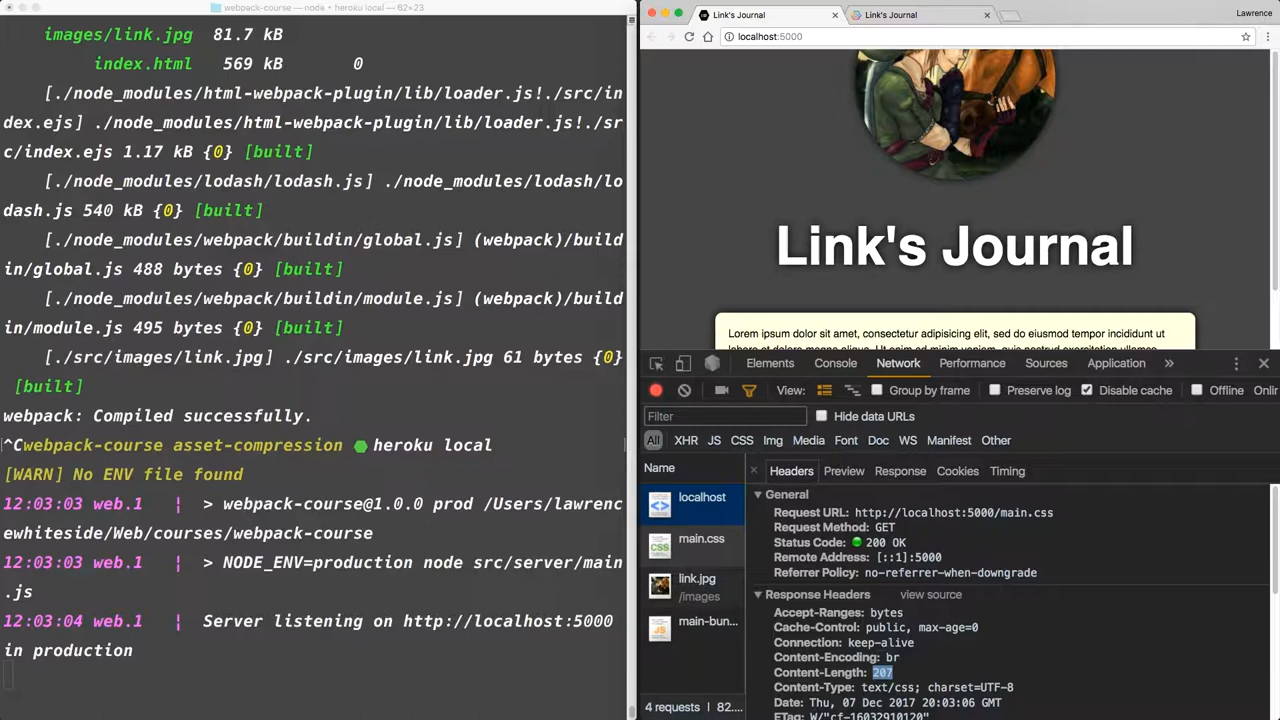 webpack-course — node • heroku local — 62×23
images/link.jpg 81.7 kB
index.html 569 kB 0
[./node_modules/html-webpack-plugin/lib/loader.js!./src/in
dex.ejs] ./node_modules/html-webpack-plugin/lib/loader.js!./sr
c/index.ejs 1.17 kB {0} [built]
[./node_modules/lodash/lodash.js] ./node_modules/lodash/lo
dash.js 540 kB {0} [built]
[./node_modules/webpack/buildin/global.js] (webpack)/build
in/global.js 488 bytes {0} [built]
[./node_modules/webpack/buildin/module.js] (webpack)/build
in/module.js 495 bytes {0} [built]
[./src/images/link.jpg] ./src/images/link.jpg 61 bytes {0}
[built]
webpack: Compiled successfully.
^Cwebpack-course asset-compression heroku local
[WARN] No ENV file found
12:03:03 web.1 | > webpack-course@1.0.0 prod /Users/lawrenc
ewhiteside/Web/courses/webpack-course
12:03:03 web.1 | > NODE_ENV=production node src/server/main
.js
12:03:04 web.1 | Server listening on http://localhost:5000
in production
Link's Journal Link's Journal Lawrence
localhost:5000
Link's Journal
Lorem ipsum dolor sit amet, consectetur adipisicing elit, sed do eiusmod tempor incididunt ut
Elements Console Network Performance Sources Application »
View: Group by frame Preserve log Disable cache Offline Onlir
Filter Hide data URLs
All XHR JS CSS Img Media Font Doc WS Manifest Other
Name Headers Preview Response Cookies Timing
localhost
main.css
link.jpg
/images
main-bun...
4 requests 82....
General
Request URL: http://localhost:5000/main.css
Request Method: GET
Status Code: 200 OK
Remote Address: [::1]:5000
Referrer Policy: no-referrer-when-downgrade
Response Headers view source
Accept-Ranges: bytes
Cache-Control: public, max-age=0
Connection: keep-alive
Content-Encoding: br
Content-Length: 207
Content-Type: text/css; charset=UTF-8
Date: Thu, 07 Dec 2017 20:03:06 GMT
ETag: W/"cf-16032910120"